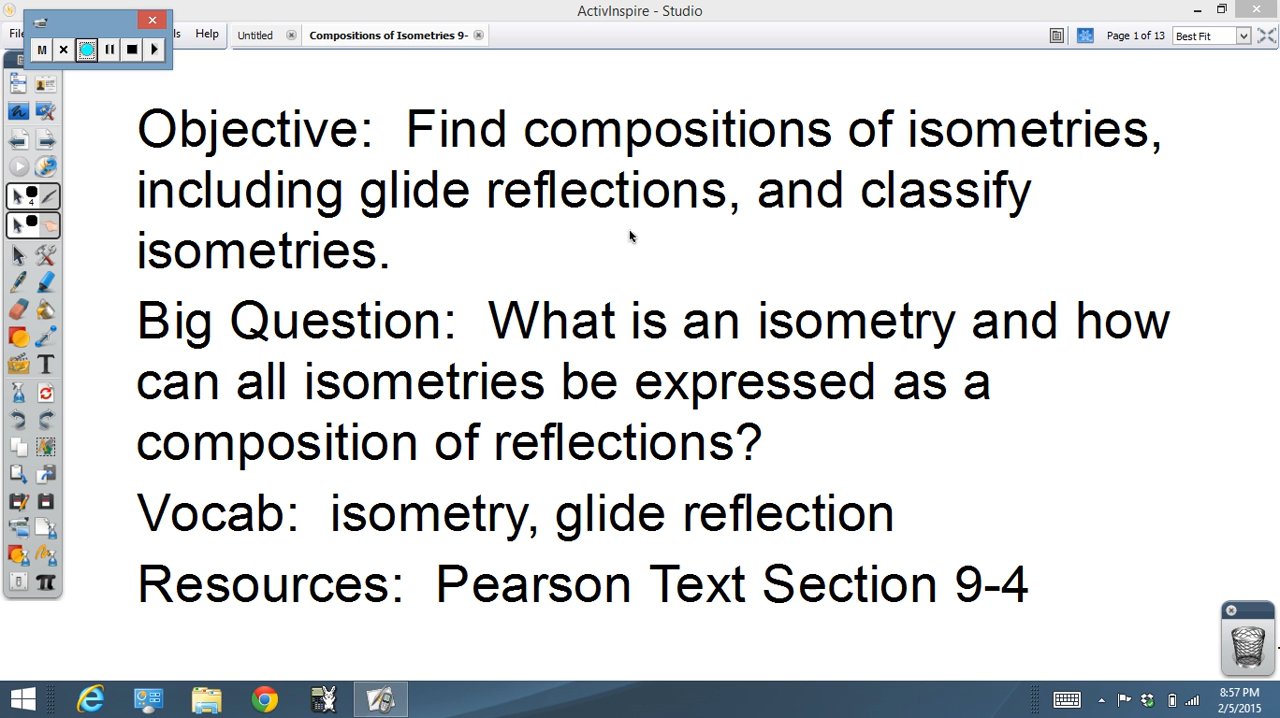 ActivInspire - Studio
File
ls
Help
Untitled
Compositions of Isometries 9-
Page 1 of 13
Best Fit
M
4
T
Objective: Find compositions of isometries,
including glide reflections, and classify
isometries.
Big Question: What is an isometry and how
can all isometries be expressed as a
composition of reflections?
Vocab: isometry, glide reflection
Resources: Pearson Text Section 9-4
8:57 PM
2/5/2015